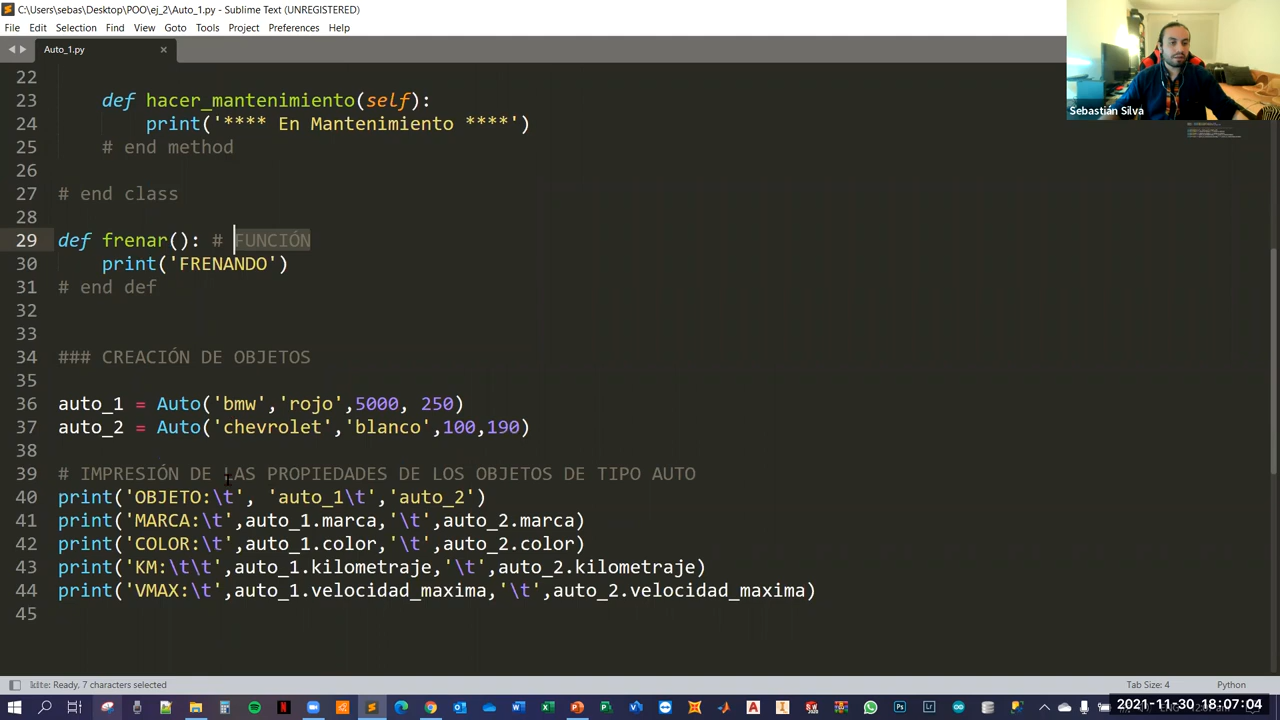 C:\Users\sebas\Desktop\POO\ej_2\Auto_1.py - Sublime Text (UNREGISTERED)
File Edit Selection Find View Goto Tools Project Preferences Help
Auto_1.py ×
Sebastián Silva
22
23 def hacer_mantenimiento(self):
24 print('**** En Mantenimiento ****')
25 # end method
26
27 # end class
28
29 def frenar(): # FUNCIÓN
30 print('FRENANDO')
31 # end def
32
33
34 ### CREACIÓN DE OBJETOS
35
36 auto_1 = Auto('bmw','rojo',5000, 250)
37 auto_2 = Auto('chevrolet','blanco',100,190)
38
39 # IMPRESIÓN DE LAS PROPIEDADES DE LOS OBJETOS DE TIPO AUTO
40 print('OBJETO:\t', 'auto_1\t','auto_2')
41 print('MARCA:\t',auto_1.marca,'\t',auto_2.marca)
42 print('COLOR:\t',auto_1.color,'\t',auto_2.color)
43 print('KM:\t\t',auto_1.kilometraje,'\t',auto_2.kilometraje)
44 print('VMAX:\t',auto_1.velocidad_maxima,'\t',auto_2.velocidad_maxima)
45
Ready, 7 characters selected
Tab Size: 4 Python
2021-11-30 18:07:04